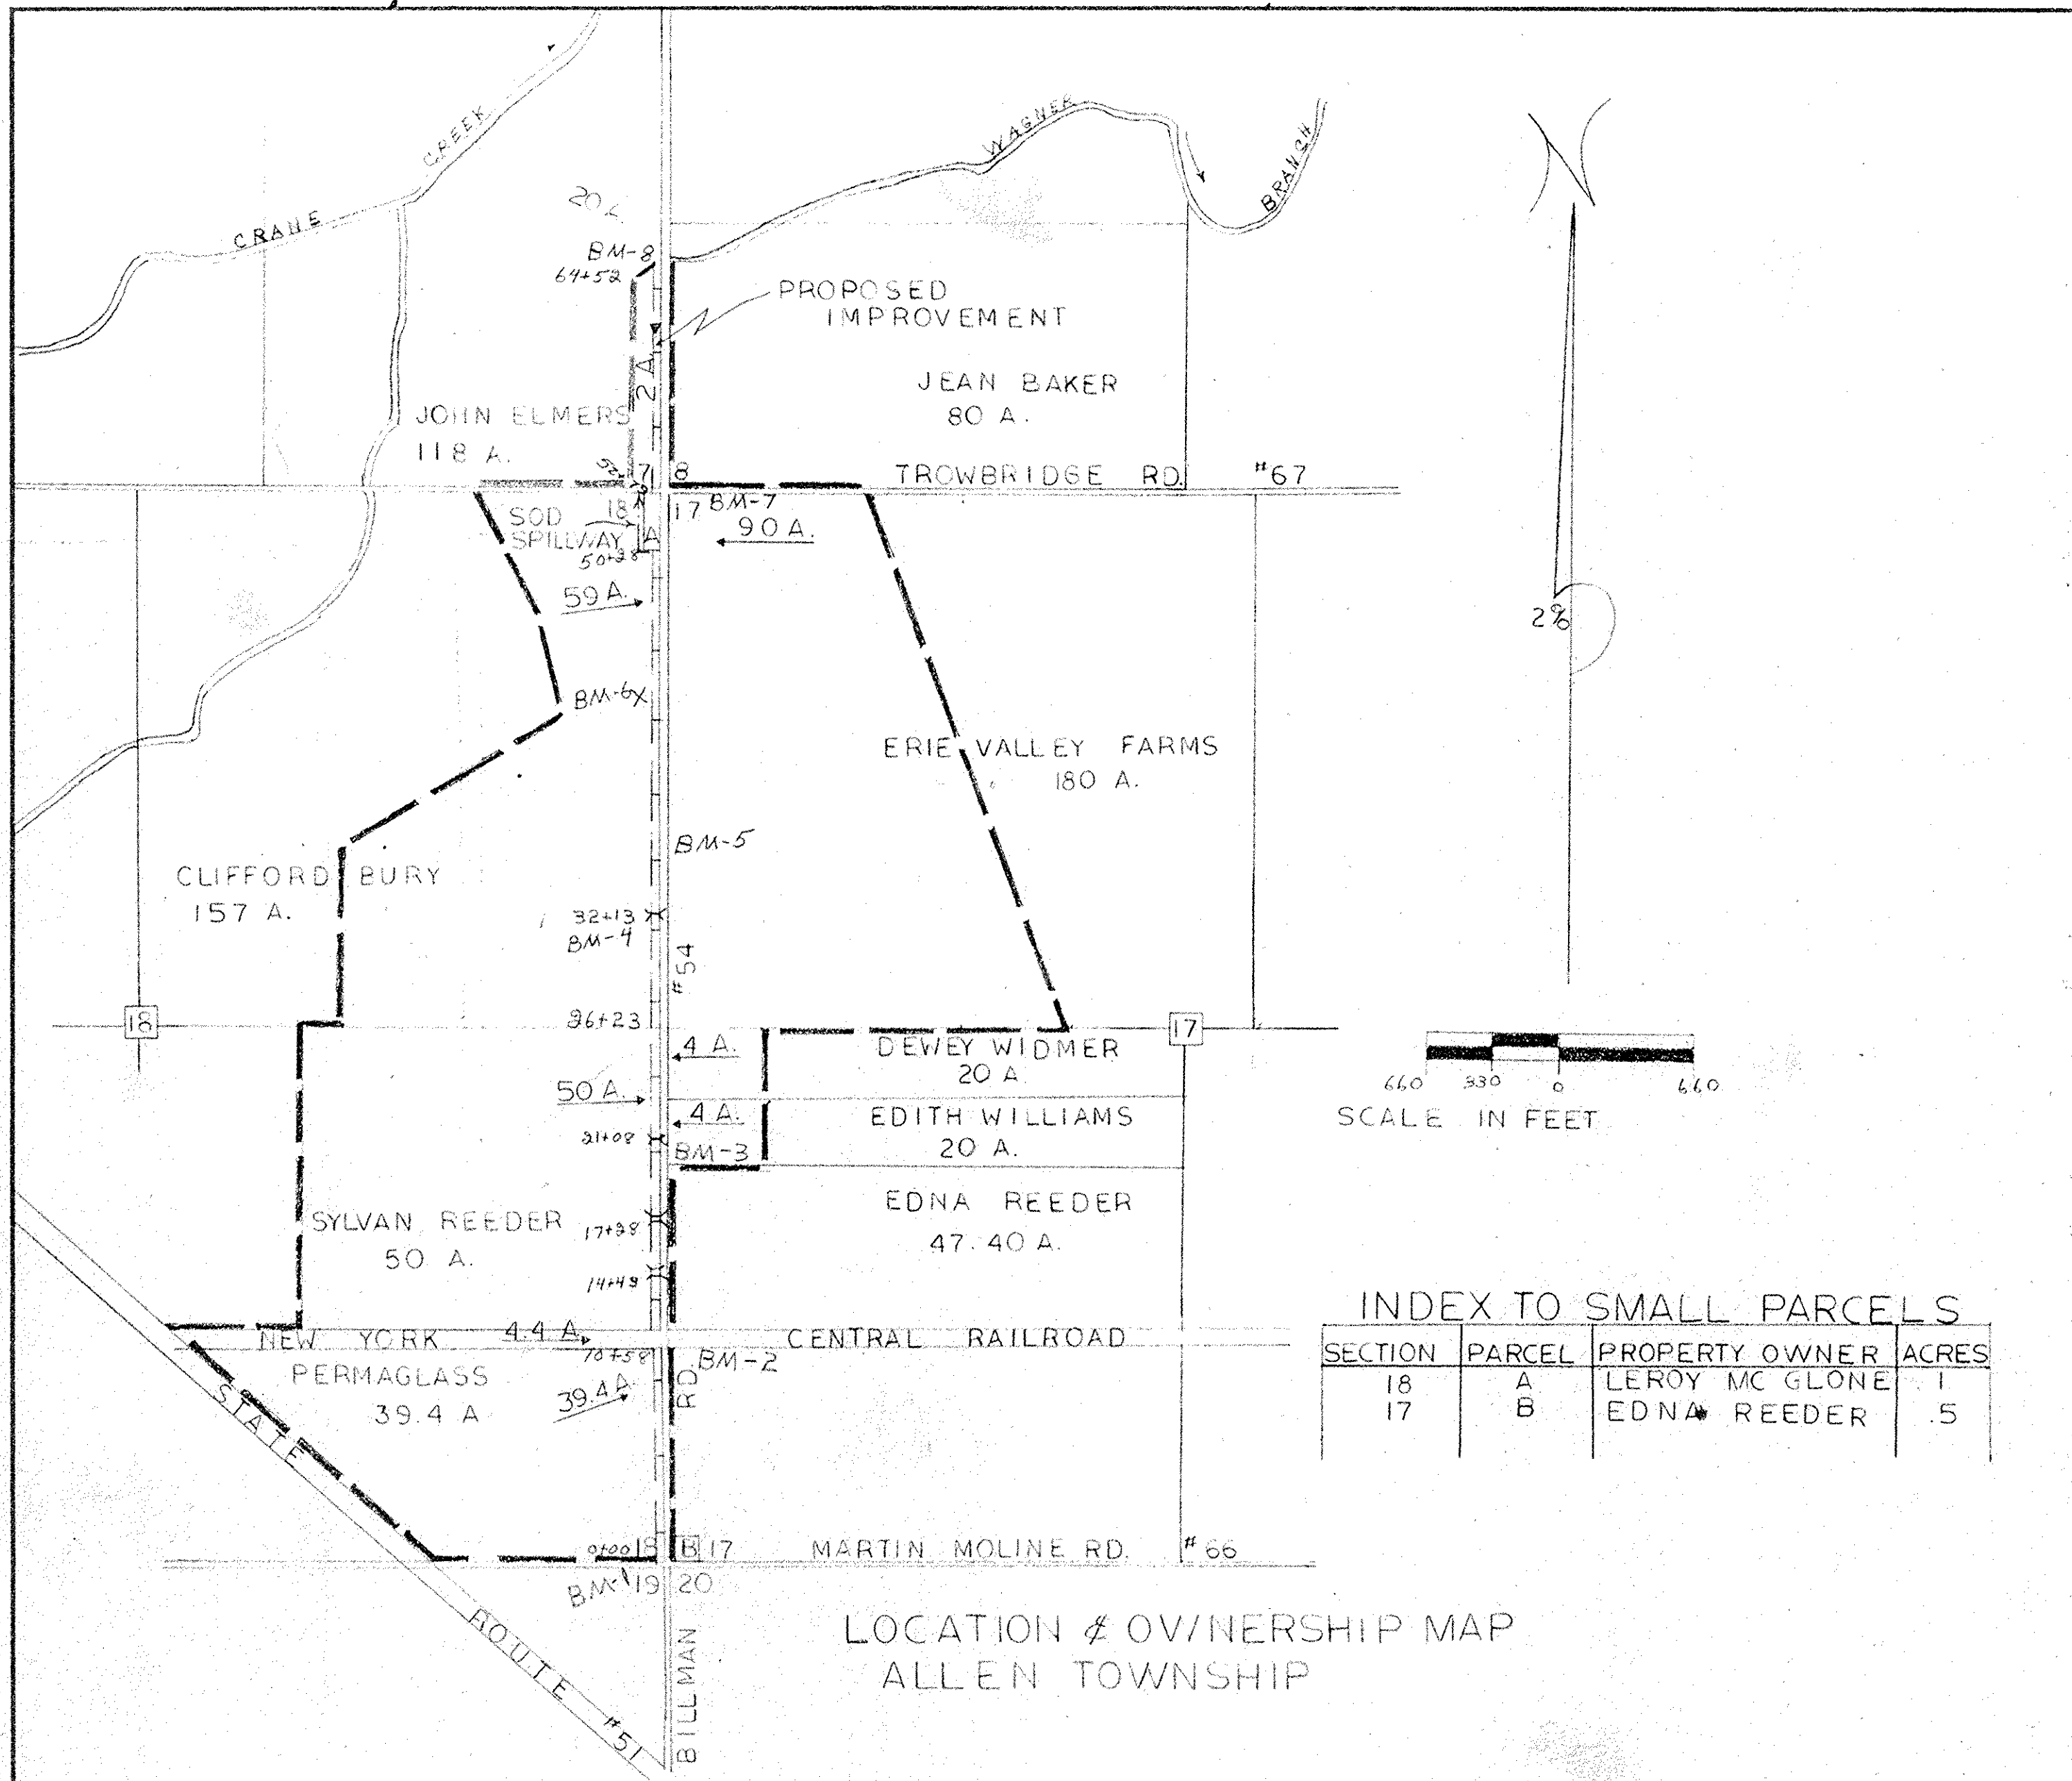 CRANE CREEK
WAGNER BRANCH
N
BM-8
64+52
PROPOSED
IMPROVEMENT
2 A.
JEAN BAKER
80 A.
JOHN ELMERS
118 A.
7 8
TROWBRIDGE RD. #67
18 17 BM-7
SOD
SPILLWAY A
50+28
90 A.
59 A.
2%
BM-6
ERIE VALLEY FARMS
180 A.
BM-5
CLIFFORD BURY
157 A.
32+13
BM-4
#54
18
26+23
17
4 A.
DEWEY WIDMER
20 A
50 A.
4 A.
EDITH WILLIAMS
20 A.
21+08
BM-3
660 330 0 660
SCALE IN FEET
EDNA REEDER
47.40 A.
SYLVAN REEDER
50 A.
17+28
14+49
NEW YORK 4.4 A. CENTRAL RAILROAD
10+58
BM-2
PERMAGLASS
39.4 A
39.4 A.
RD.
INDEX TO SMALL PARCELS
SECTION PARCEL PROPERTY OWNER ACRES
18 A LEROY MC GLONE 1
17 B EDNA REEDER .5
0+00 18 B 17
MARTIN MOLINE RD. #66
BM-1 19 20
STATE ROUTE #51
BILLMAN
LOCATION & OWNERSHIP MAP
ALLEN TOWNSHIP